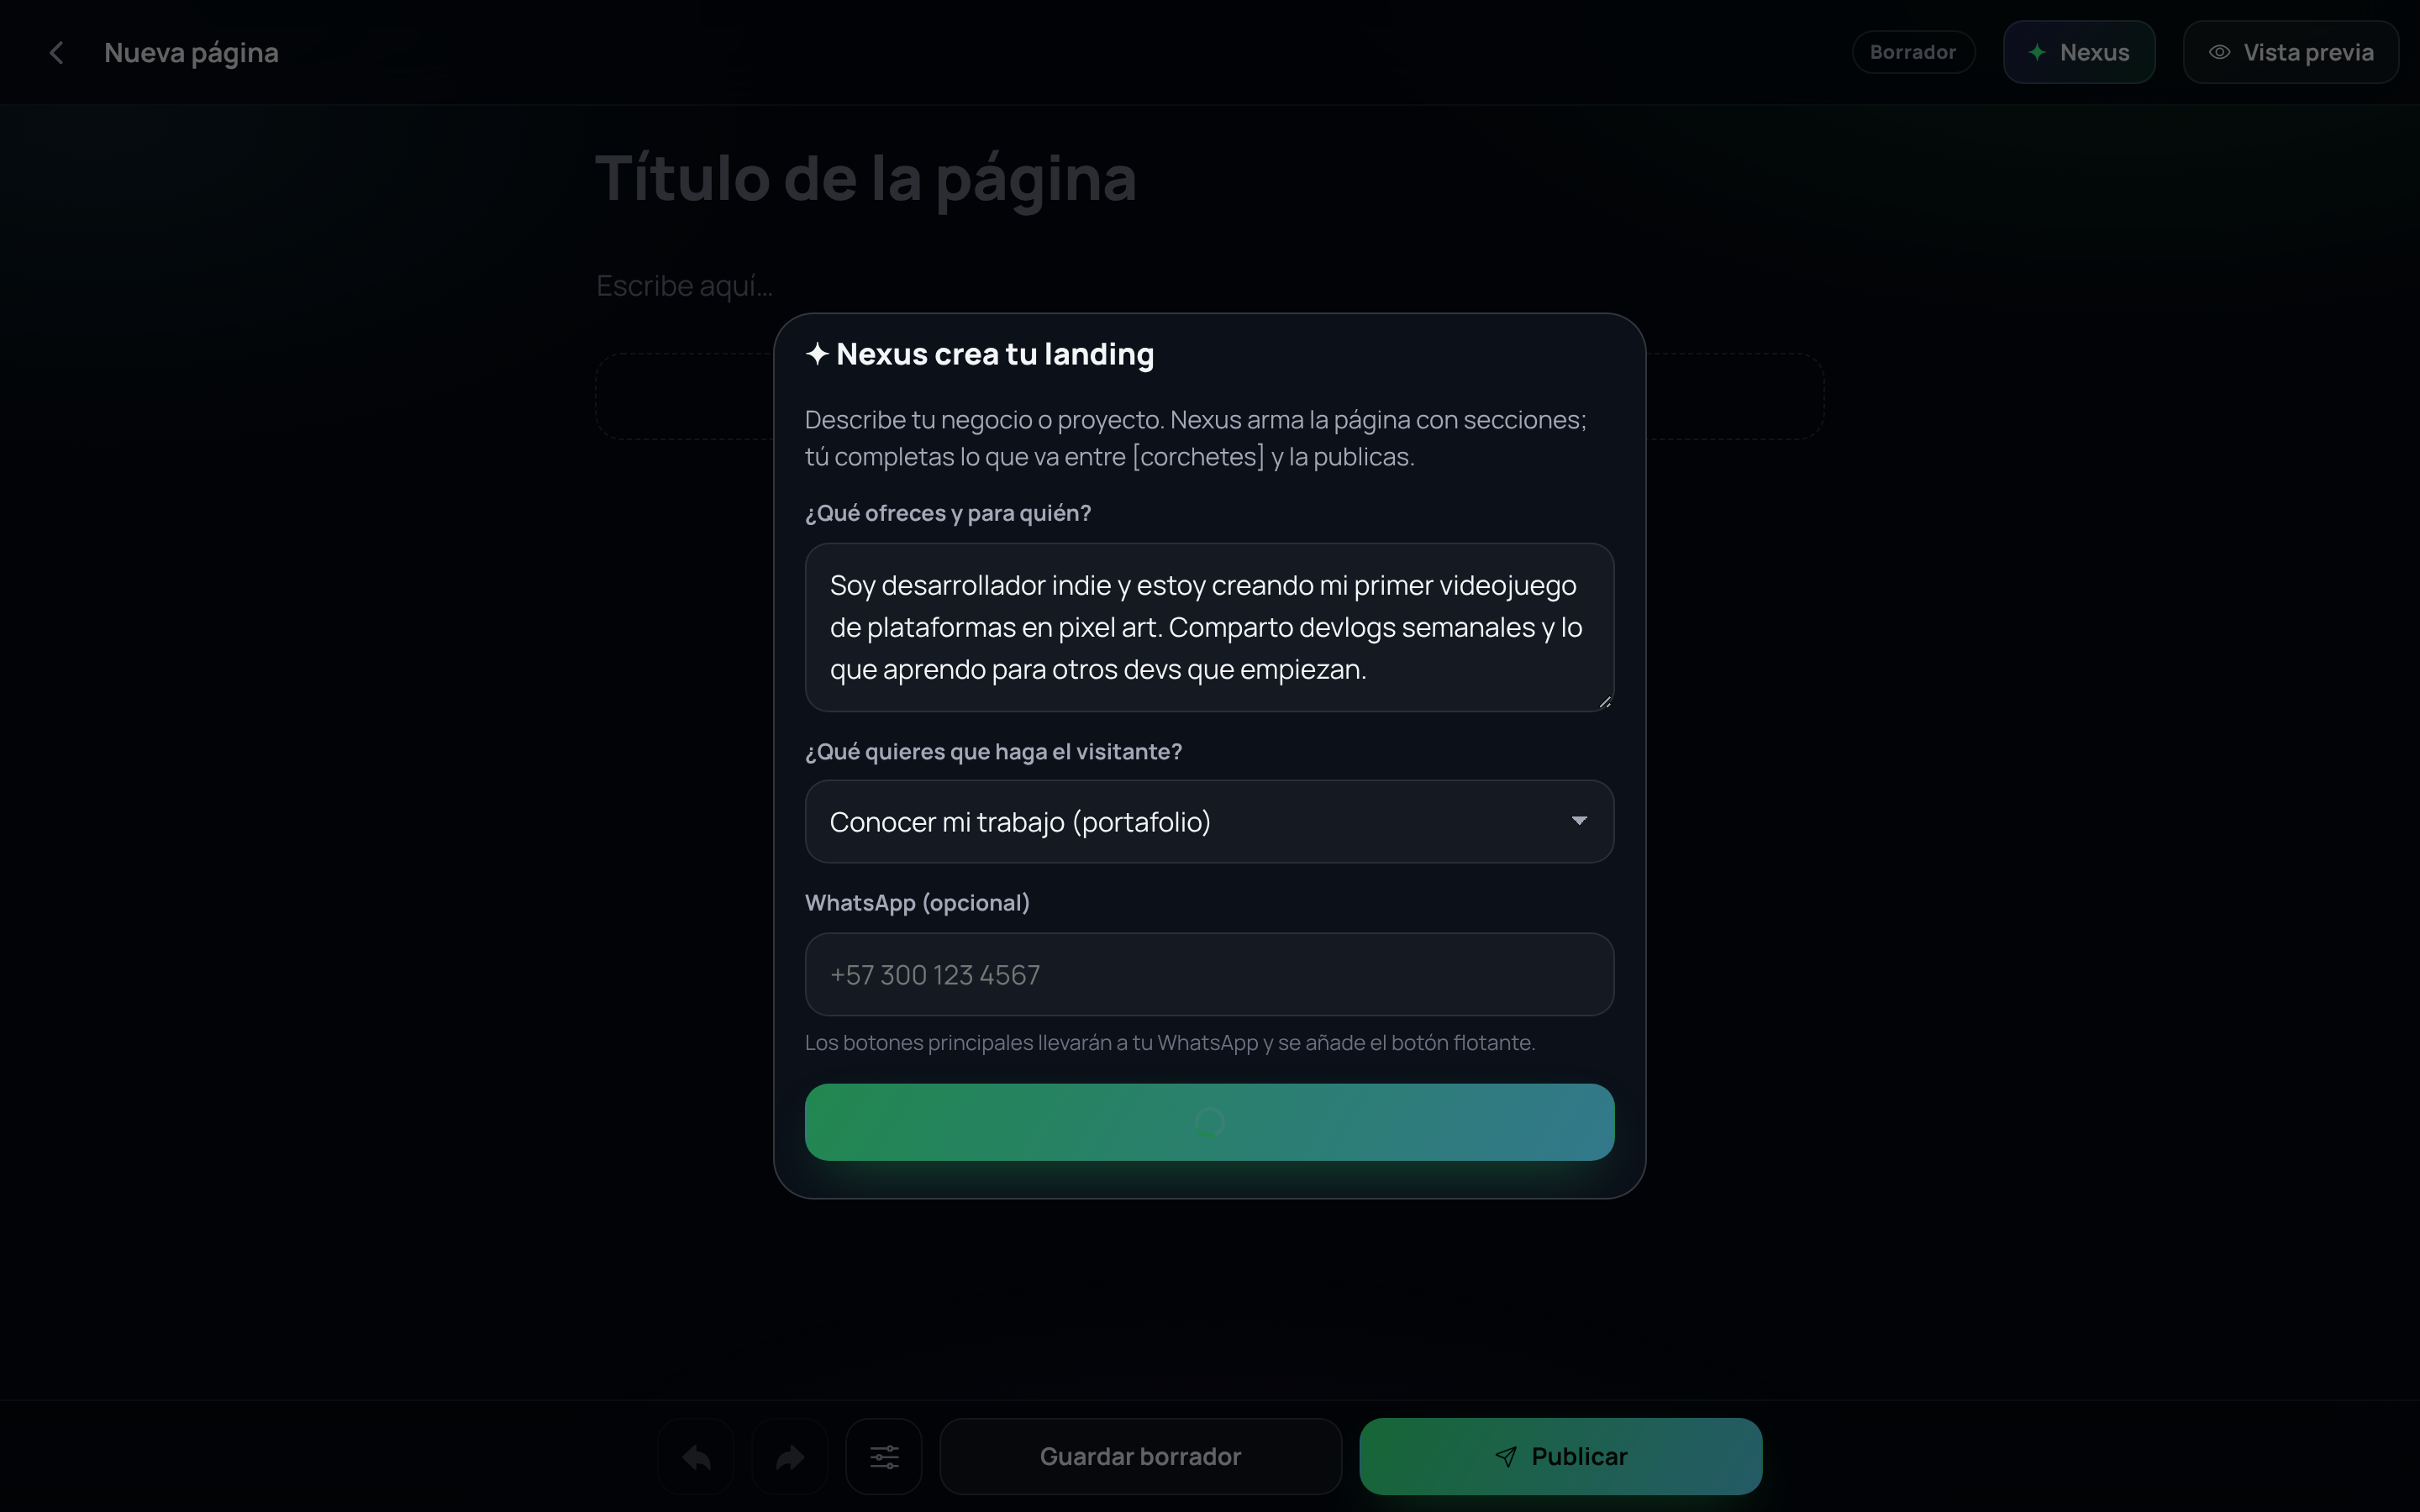 Nueva página
Borrador
Nexus
Vista previa
Título de la página
Escribe aquí...
Nexus crea tu landing
Describe tu negocio o proyecto. Nexus arma la página con secciones;
tú completas lo que va entre [corchetes] y la publicas.
¿Qué ofreces y para quién?
Soy desarrollador indie y estoy creando mi primer videojuego
de plataformas en pixel art. Comparto devlogs semanales y lo
que aprendo para otros devs que empiezan.
¿Qué quieres que haga el visitante?
Conocer mi trabajo (portafolio)
WhatsApp (opcional)
+57 300 123 4567
Los botones principales llevarán a tu WhatsApp y se añade el botón flotante.
Guardar borrador
Publicar